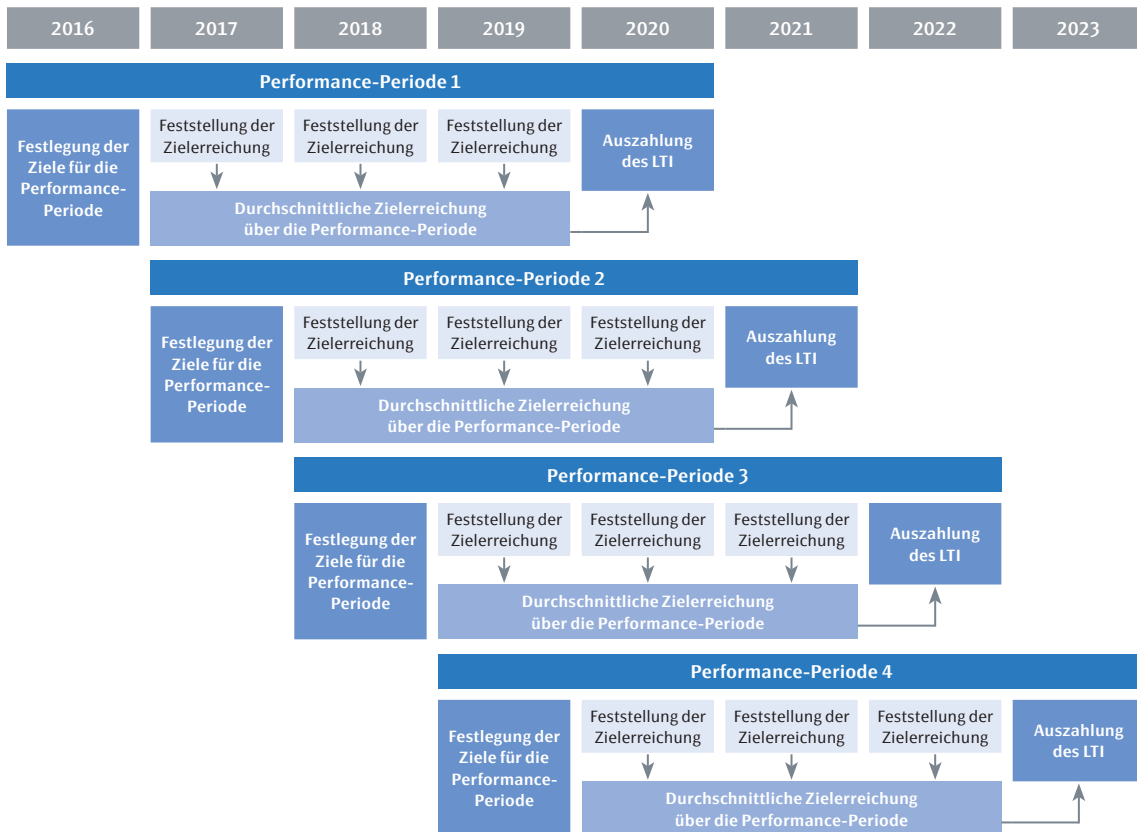 2016 2017 2018 2019 2020 2021 2022 2023
Performance-Periode 1
Festlegung der
Ziele für die
Performance-
Periode
Feststellung der
Zielerreichung
Feststellung der
Zielerreichung
Feststellung der
Zielerreichung
Durchschnittliche Zielerreichung
über die Performance-Periode
Auszahlung
des LTI
Performance-Periode 2
Festlegung der
Ziele für die
Performance-
Periode
Feststellung der
Zielerreichung
Feststellung der
Zielerreichung
Feststellung der
Zielerreichung
Durchschnittliche Zielerreichung
über die Performance-Periode
Auszahlung
des LTI
Performance-Periode 3
Festlegung der
Ziele für die
Performance-
Periode
Feststellung der
Zielerreichung
Feststellung der
Zielerreichung
Feststellung der
Zielerreichung
Durchschnittliche Zielerreichung
über die Performance-Periode
Auszahlung
des LTI
Performance-Periode 4
Festlegung der
Ziele für die
Performance-
Periode
Feststellung der
Zielerreichung
Feststellung der
Zielerreichung
Feststellung der
Zielerreichung
Durchschnittliche Zielerreichung
über die Performance-Periode
Auszahlung
des LTI